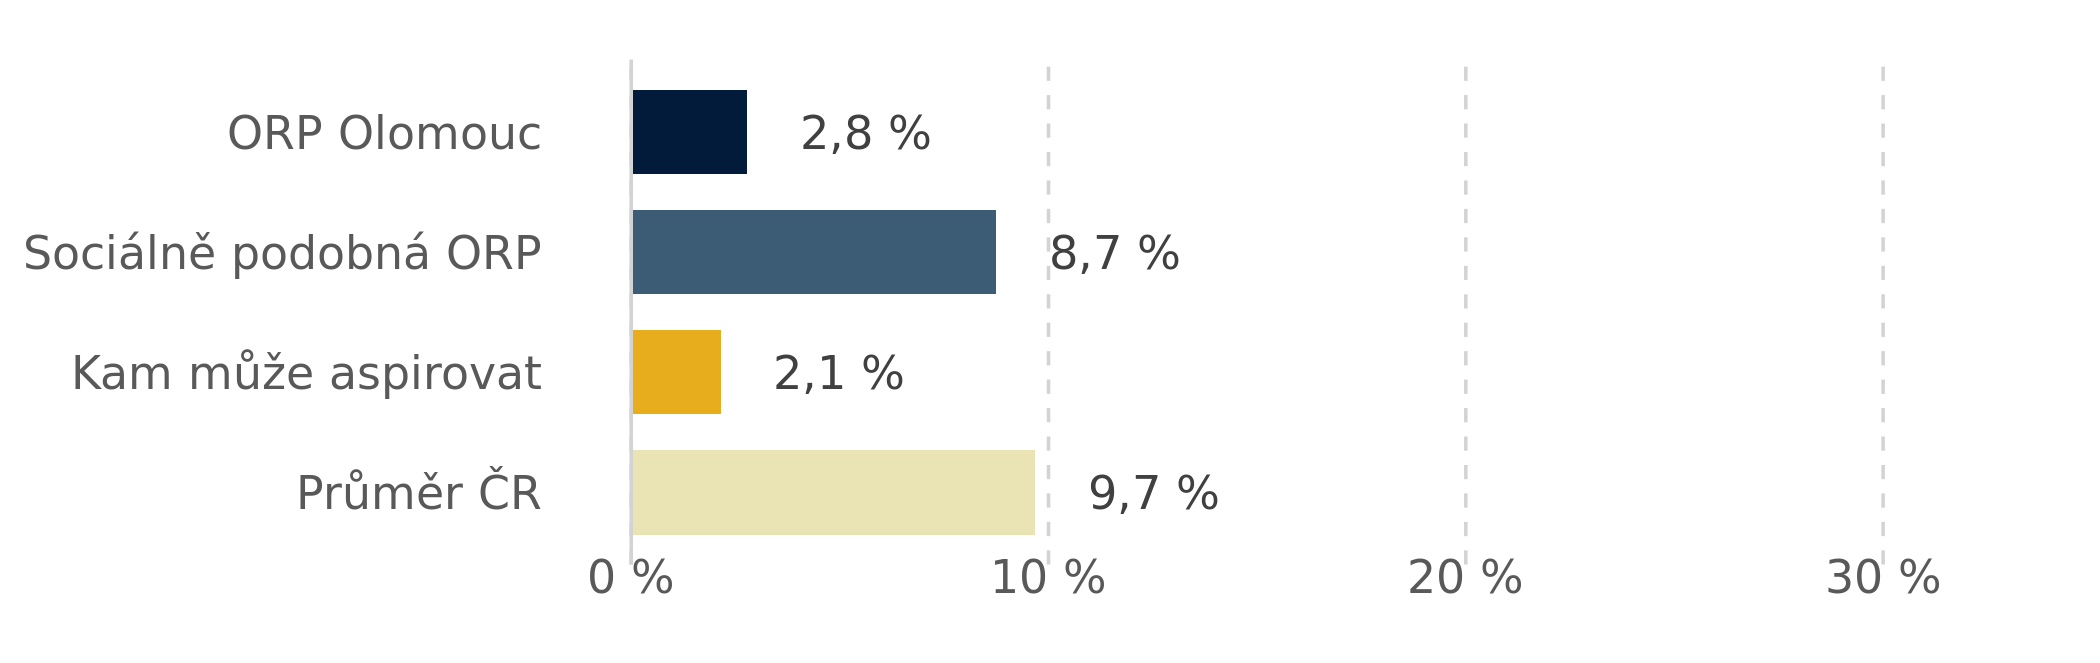 ORP Olomouc 2,8 %
Sociálně podobná ORP 8,7 %
Kam může aspirovat 2,1 %
Průměr ČR 9,7 %
0 % 10 % 20 % 30 %